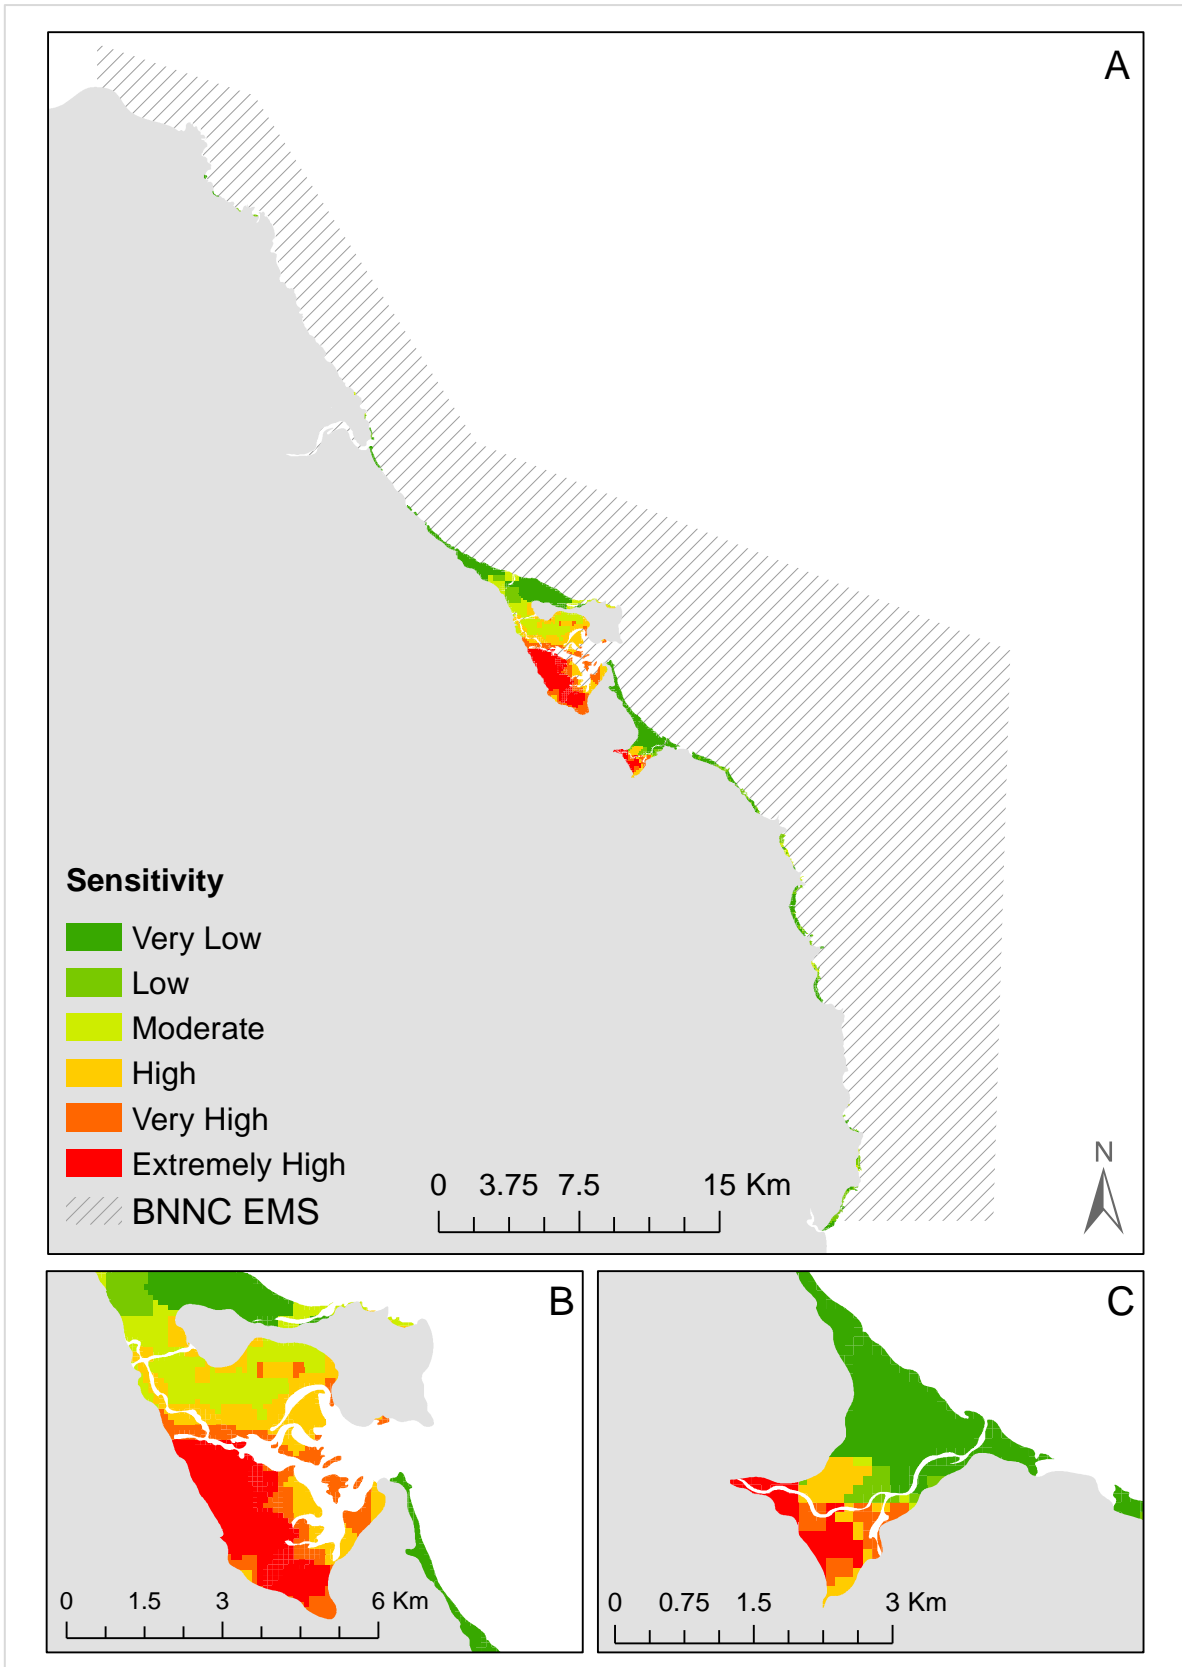 A
Sensitivity
Very Low
Low
Moderate
High
Very High
Extremely High
BNNC EMS
0 3.75 7.5 15 Km
N
B
0 1.5 3 6 Km
C
0 0.75 1.5 3 Km